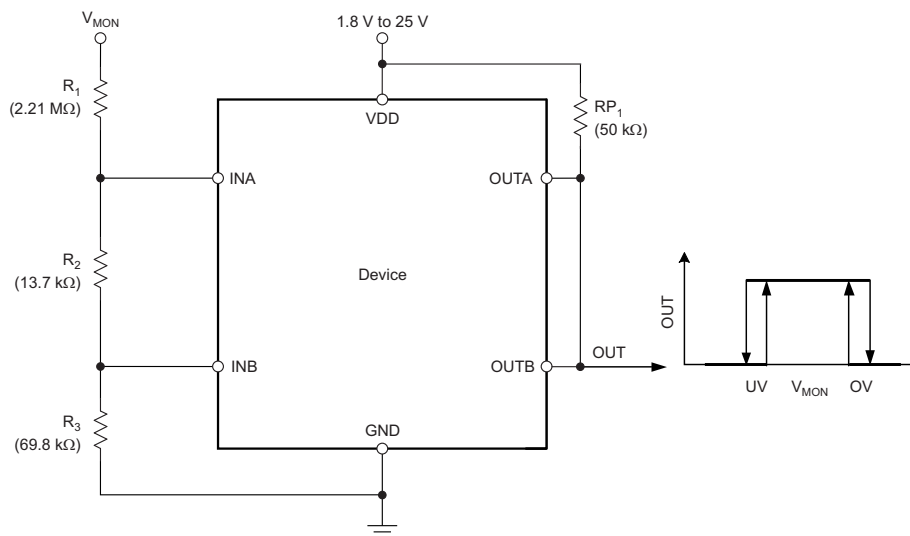 V_MON
1.8 V to 25 V
R_1
(2.21 MΩ)
RP_1
(50 kΩ)
VDD
INA
OUTA
R_2
(13.7 kΩ)
Device
OUT
INB
OUTB
OUT
UV
V_MON
OV
R_3
(69.8 kΩ)
GND